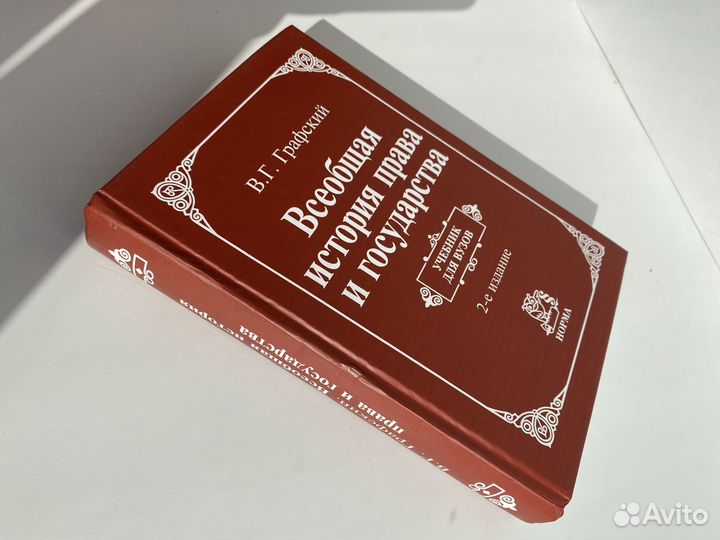 В.Г. Графский
Всеобщая
история права
и государства
УЧЕБНИК
ДЛЯ ВУЗОВ
2-е издание
НОРМА
В.Г. Графский. Всеобщая история
права и государства
Avito